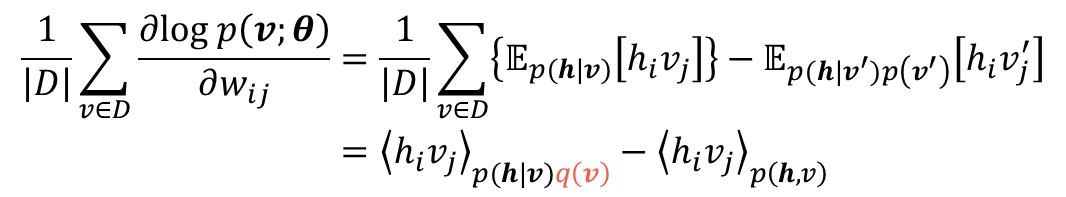 1/|D| ∑_{v∈D} ∂log p(v; θ)/∂w_{ij} = 1/|D| ∑_{v∈D} {𝔼_{p(h|v)}[h_i v_j]} − 𝔼_{p(h|v′)p(v′)}[h_i v′_j]
= ⟨h_i v_j⟩_{p(h|v)q(v)} − ⟨h_i v_j⟩_{p(h,v)}